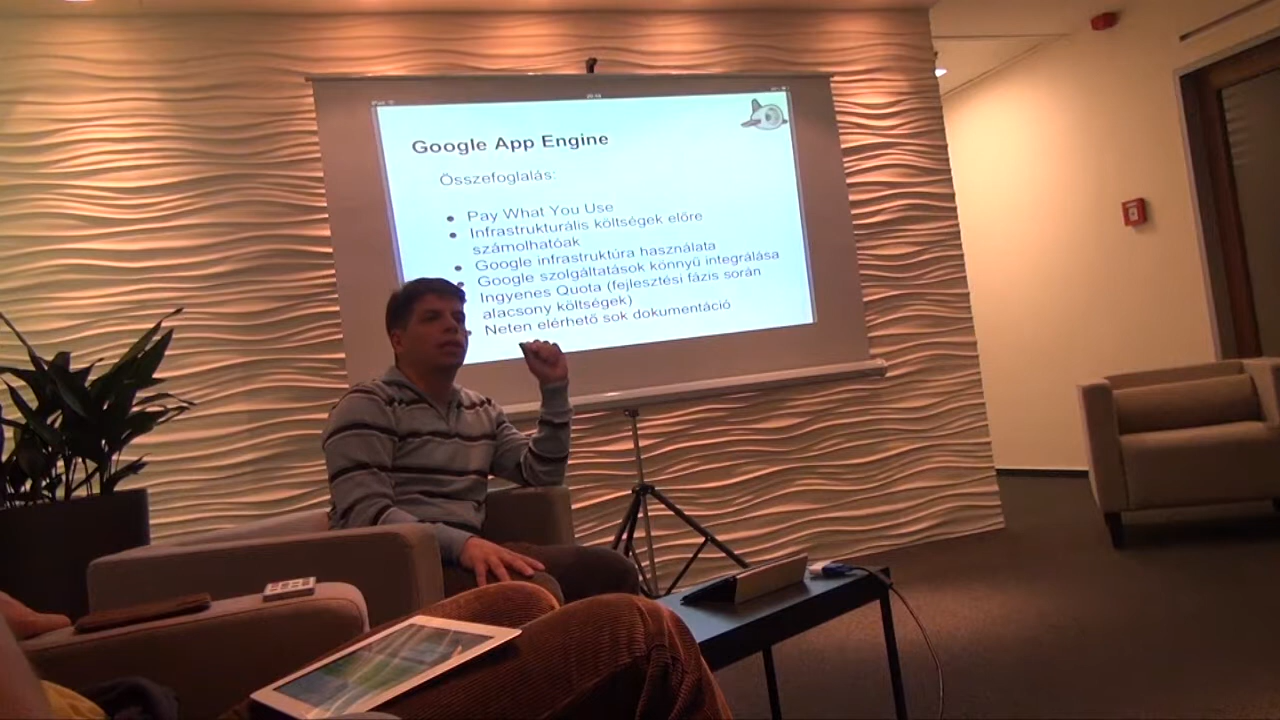 Google App Engine
Összefoglalás:
Pay What You Use
Infrastrukturális költségek előre
számolhatóak
Google infrastruktúra használata
Google szolgáltatások könnyű integrálása
Ingyenes Quota (fejlesztési fázis során
alacsony költségek)
Neten elérhető sok dokumentáció